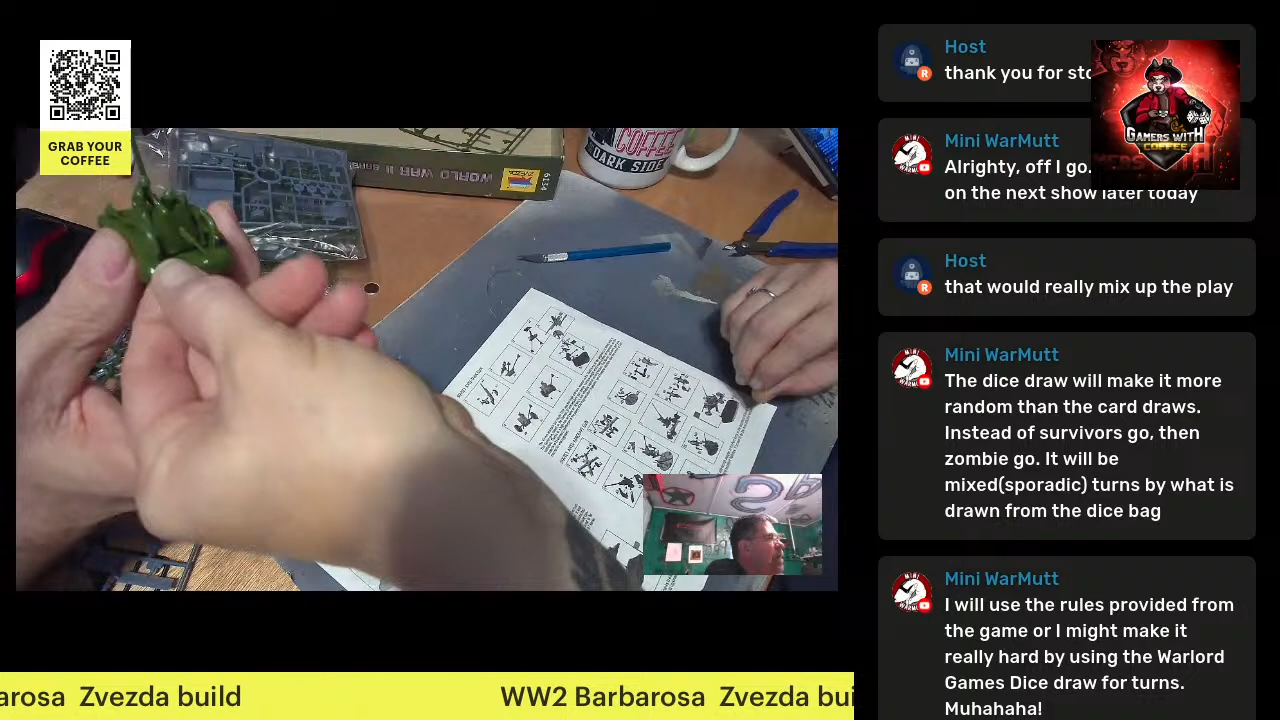 GRAB YOUR
COFFEE
WORLD WAR II
ZVEZDA
6134
COFFEE
DARK SIDE
Host
thank you for
Mini WarMutt
Alrighty, off I go.
on the next show later today
GAMERS WITH
COFFEE
Host
that would really mix up the play
Mini WarMutt
The dice draw will make it more
random than the card draws.
Instead of survivors go, then
zombie go. It will be
mixed(sporadic) turns by what is
drawn from the dice bag
Mini WarMutt
I will use the rules provided from
the game or I might make it
really hard by using the Warlord
Games Dice draw for turns.
Muhahaha!
arosa Zvezda build
WW2 Barbarosa Zvezda bui